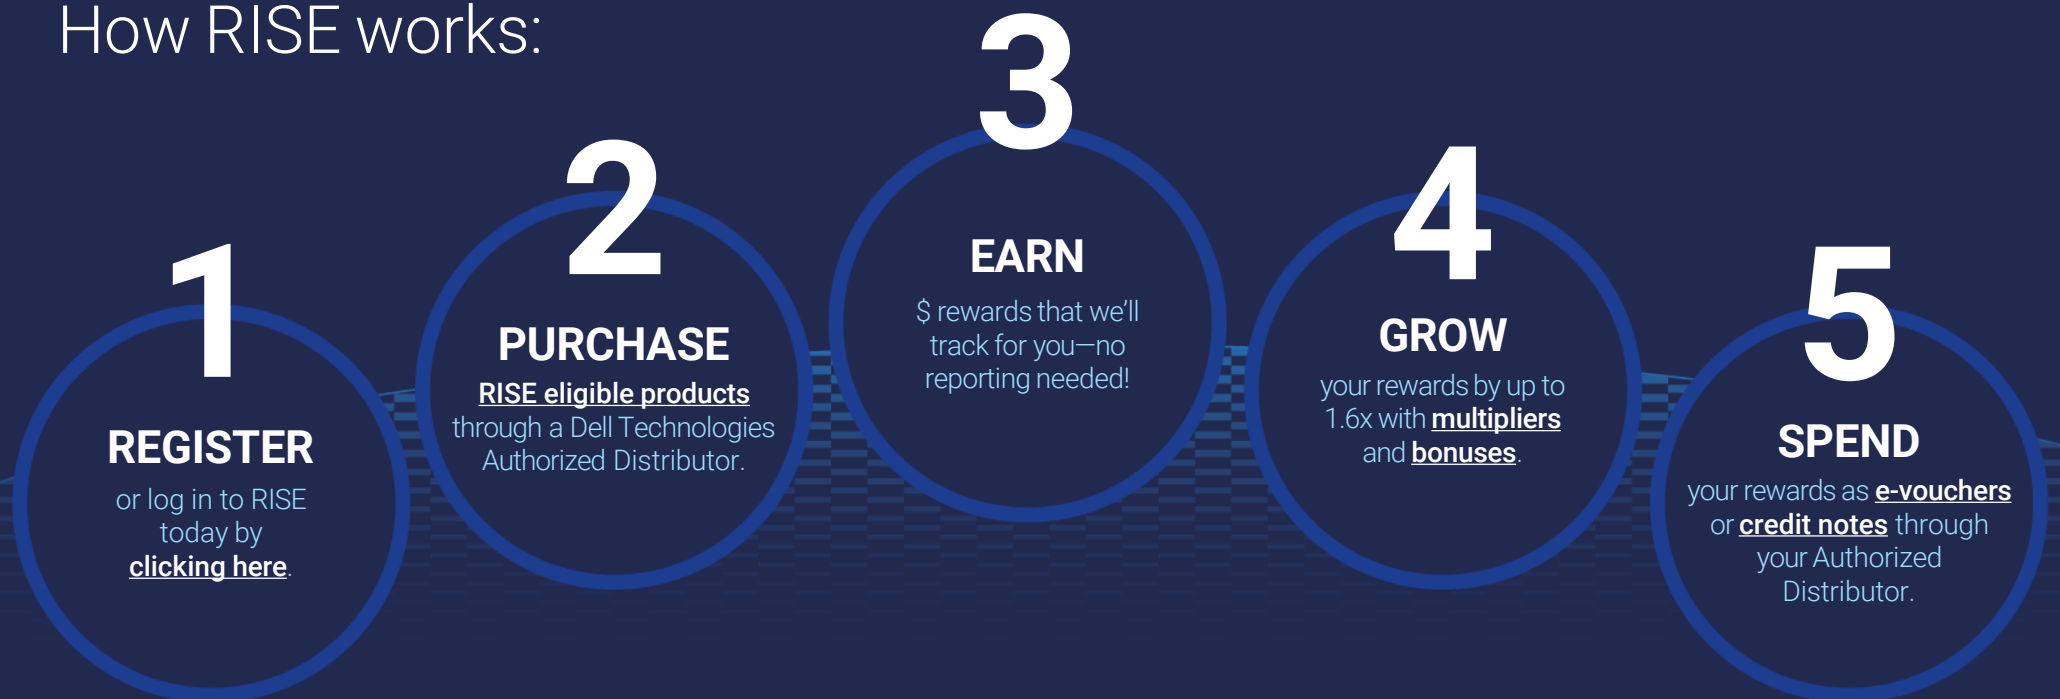 How RISE works:
1
REGISTER
or log in to RISE
today by
clicking here.
2
PURCHASE
RISE eligible products
through a Dell Technologies
Authorized Distributor.
3
EARN
$ rewards that we’ll
track for you—no
reporting needed!
4
GROW
your rewards by up to
1.6x with multipliers
and bonuses.
5
SPEND
your rewards as e-vouchers
or credit notes through
your Authorized
Distributor.